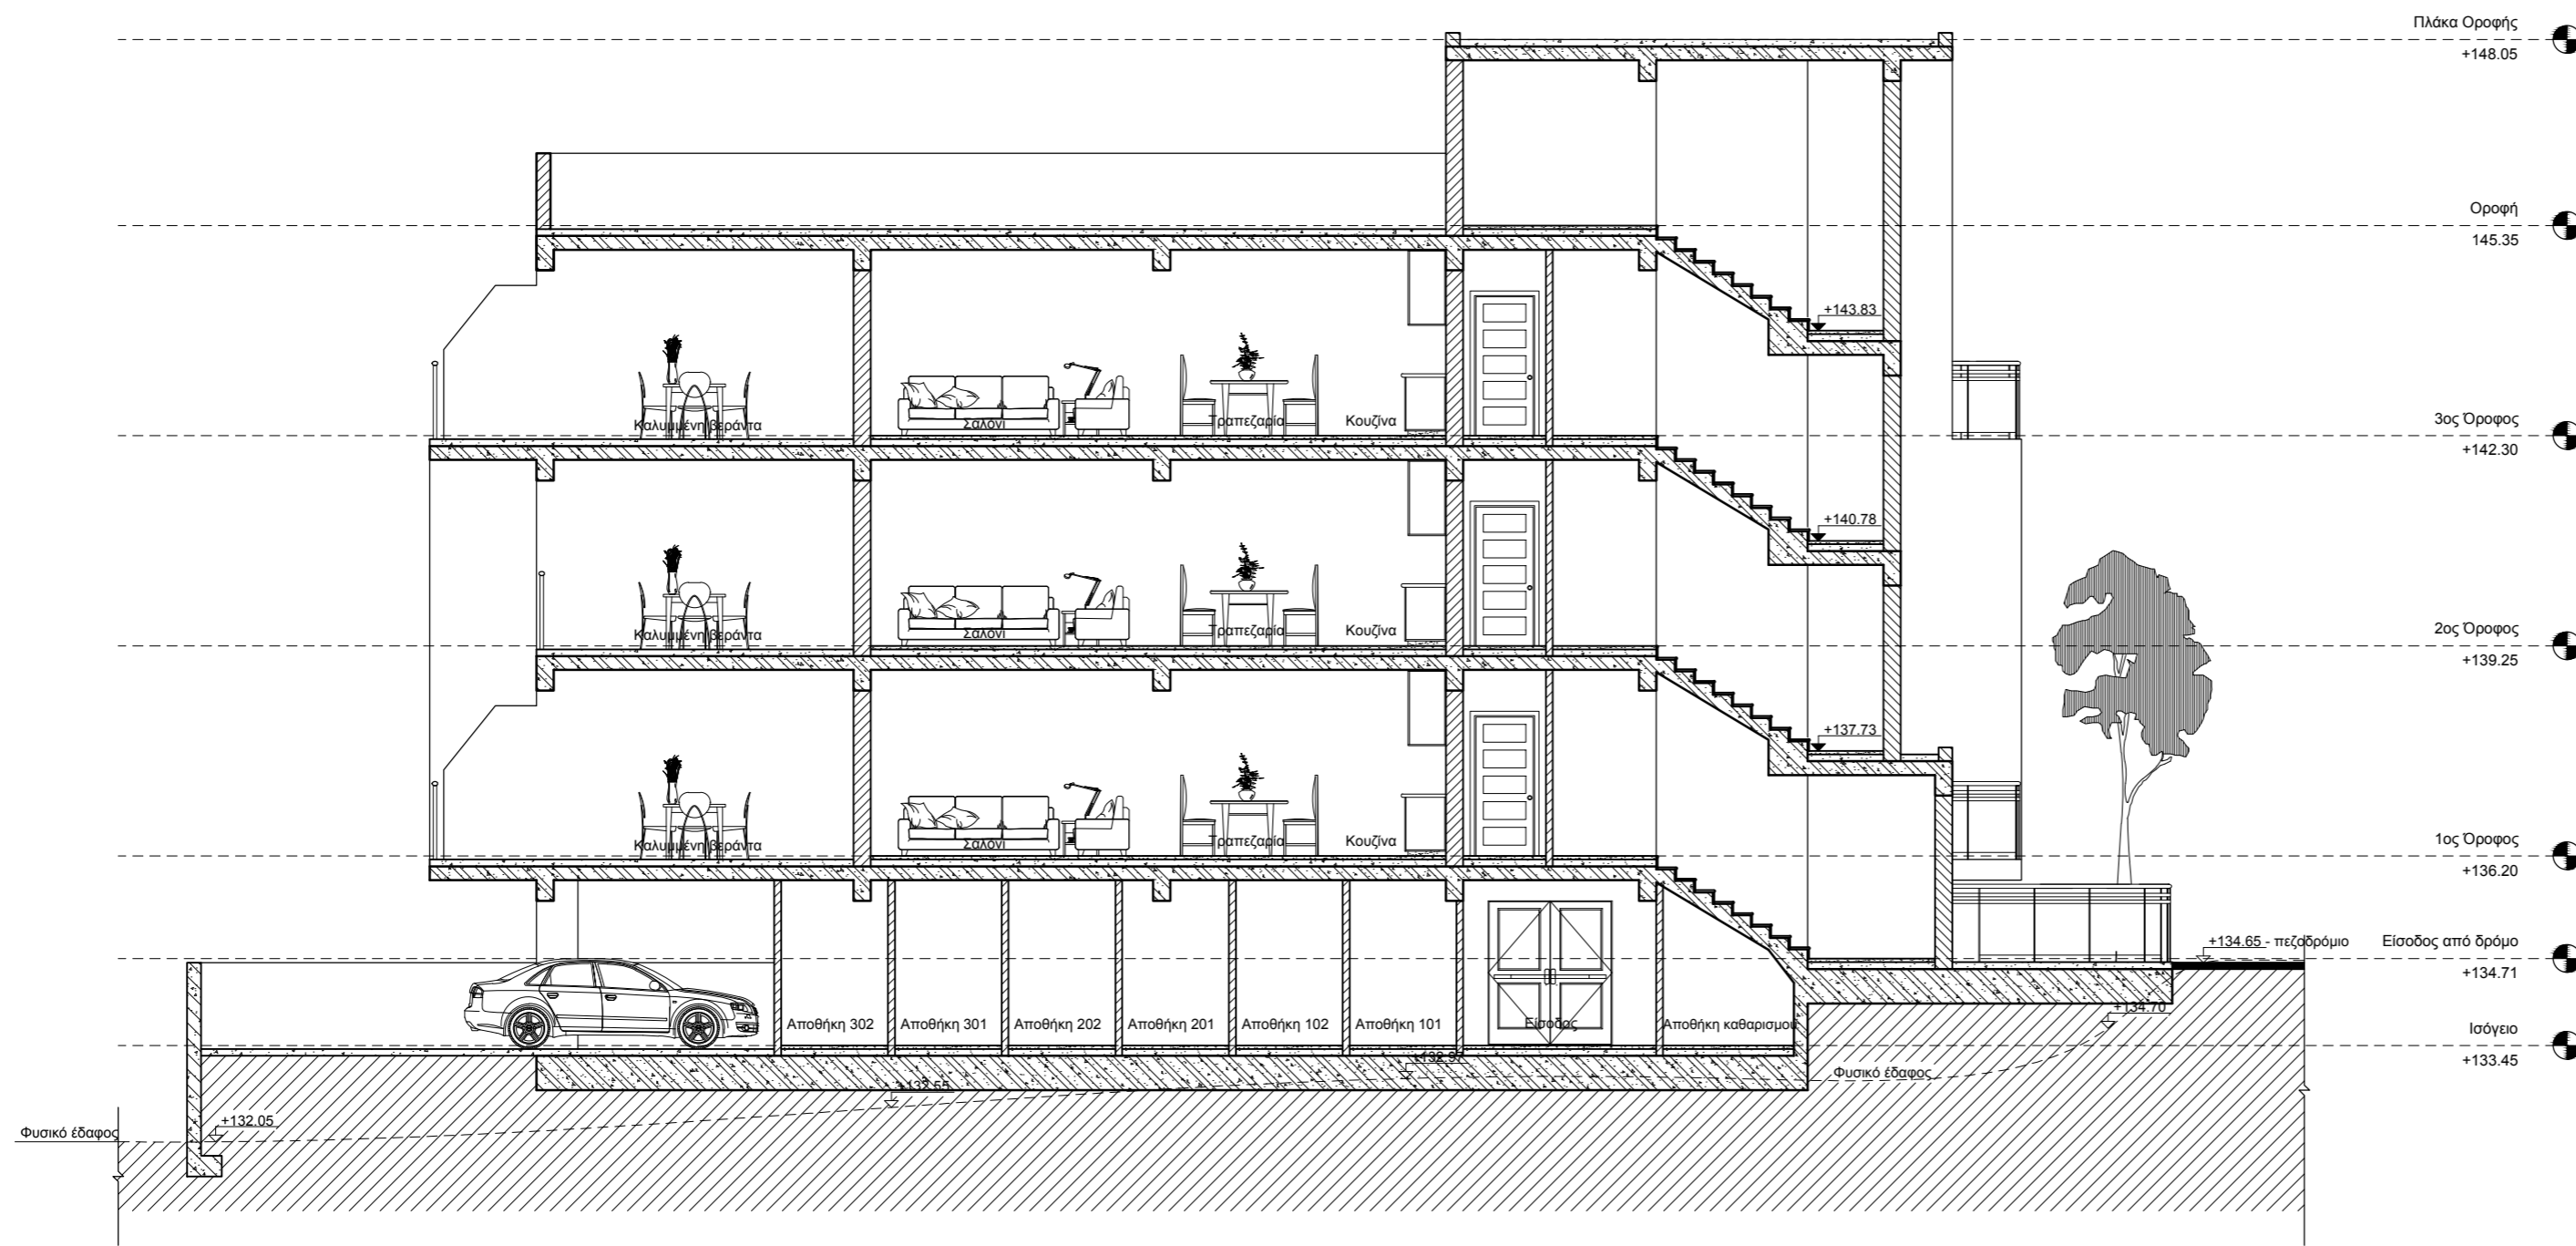 Πλάκα Οροφής
+148.05
Οροφή
145.35
+143.83
Καλυμμένη βεράντα
Σαλόνι
Τραπεζαρία
Κουζίνα
3ος Όροφος
+142.30
+140.78
Καλυμμένη βεράντα
Σαλόνι
Τραπεζαρία
Κουζίνα
2ος Όροφος
+139.25
+137.73
Καλυμμένη βεράντα
Σαλόνι
Τραπεζαρία
Κουζίνα
1ος Όροφος
+136.20
+134.65 - πεζοδρόμιο
Είσοδος από δρόμο
+134.71
+134.70
Αποθήκη 302
Αποθήκη 301
Αποθήκη 202
Αποθήκη 201
Αποθήκη 102
Αποθήκη 101
Είσοδος
Αποθήκη καθαρισμού
Ισόγειο
+133.45
+132.97
Φυσικό έδαφος
+132.55
+132.05
Φυσικό έδαφος